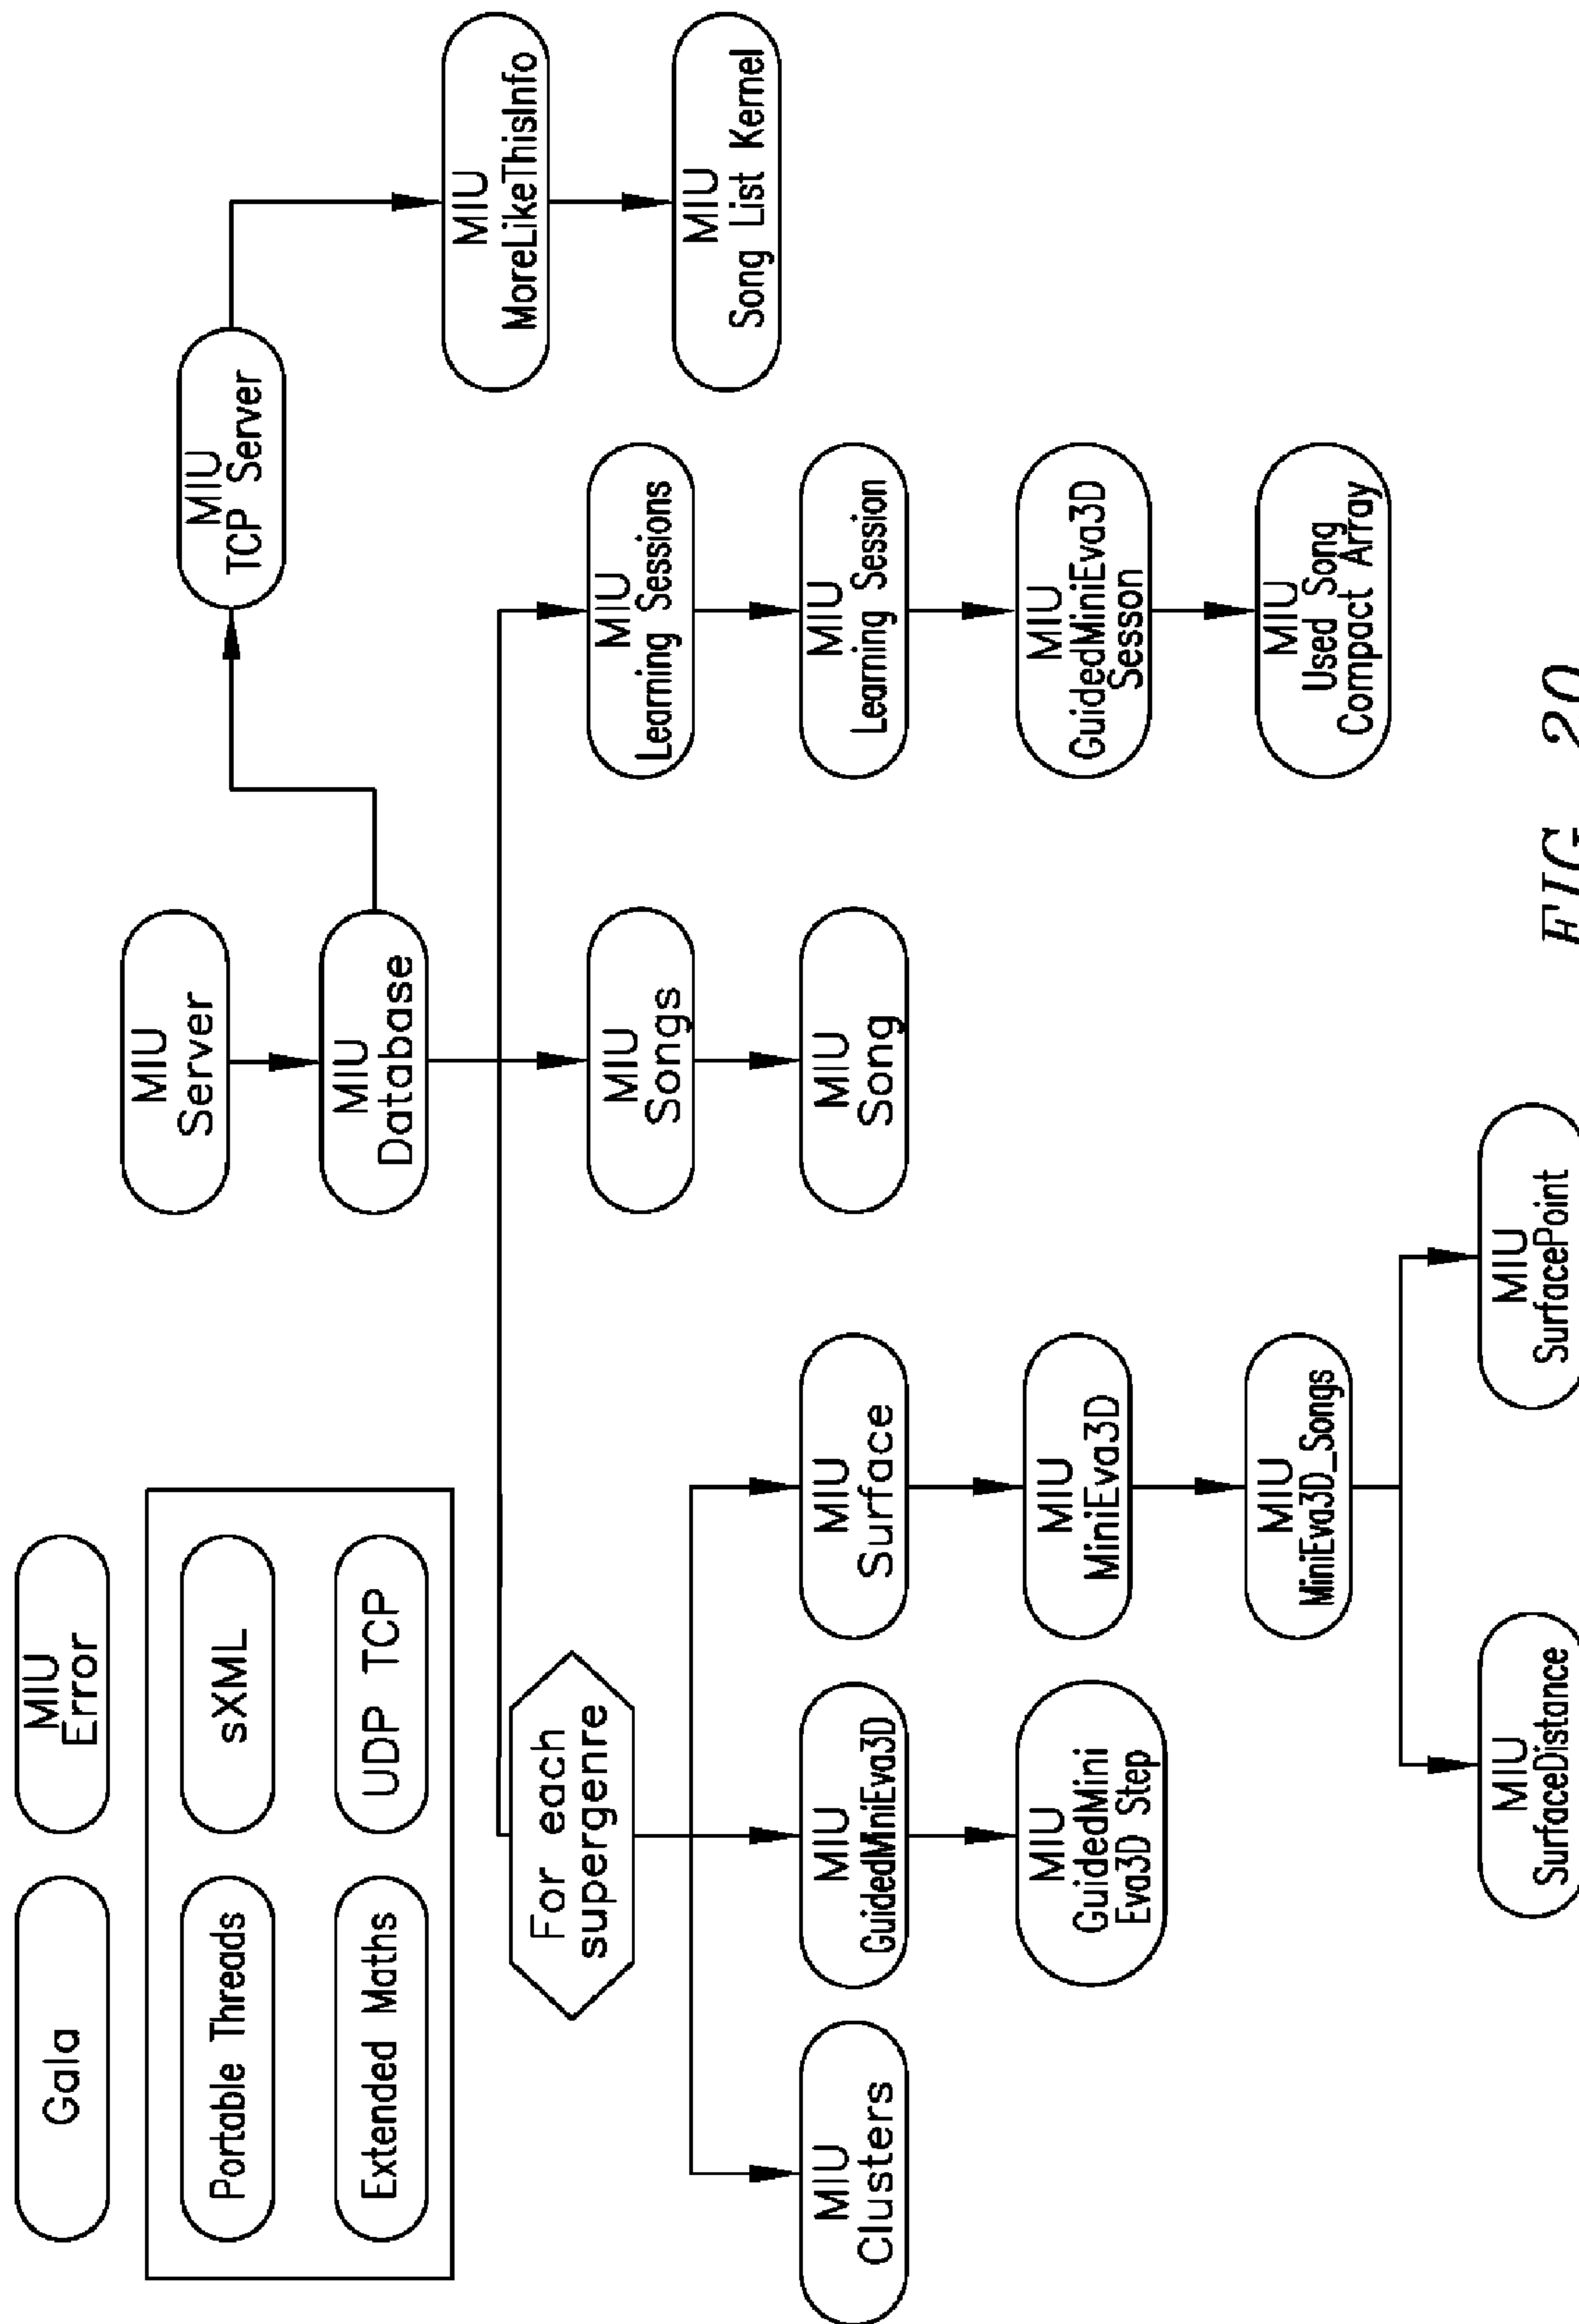 Gala
MIU
Error
Portable Threads
sXML
Extended Maths
UDP TCP
MIU
Server
MIU
Database
MIU
TCP Server
MIU
MoreLikeThisInfo
MIU
Song List Kernel
For each
supergenre
MIU
Songs
MIU
Song
MIU
Learning Sessions
MIU
Learning Session
MIU
GuidedMiniEva3D
Sesson
MIU
Used Song
Compact Array
MIU
Clusters
MIU
GuidedMiniEva3D
MIU
GuidedMini
Eva3D Step
MIU
Surface
MIU
MiniEva3D
MIU
MiniEva3D_Songs
MIU
SurfaceDistance
MIU
SurfacePoint
FIG 20